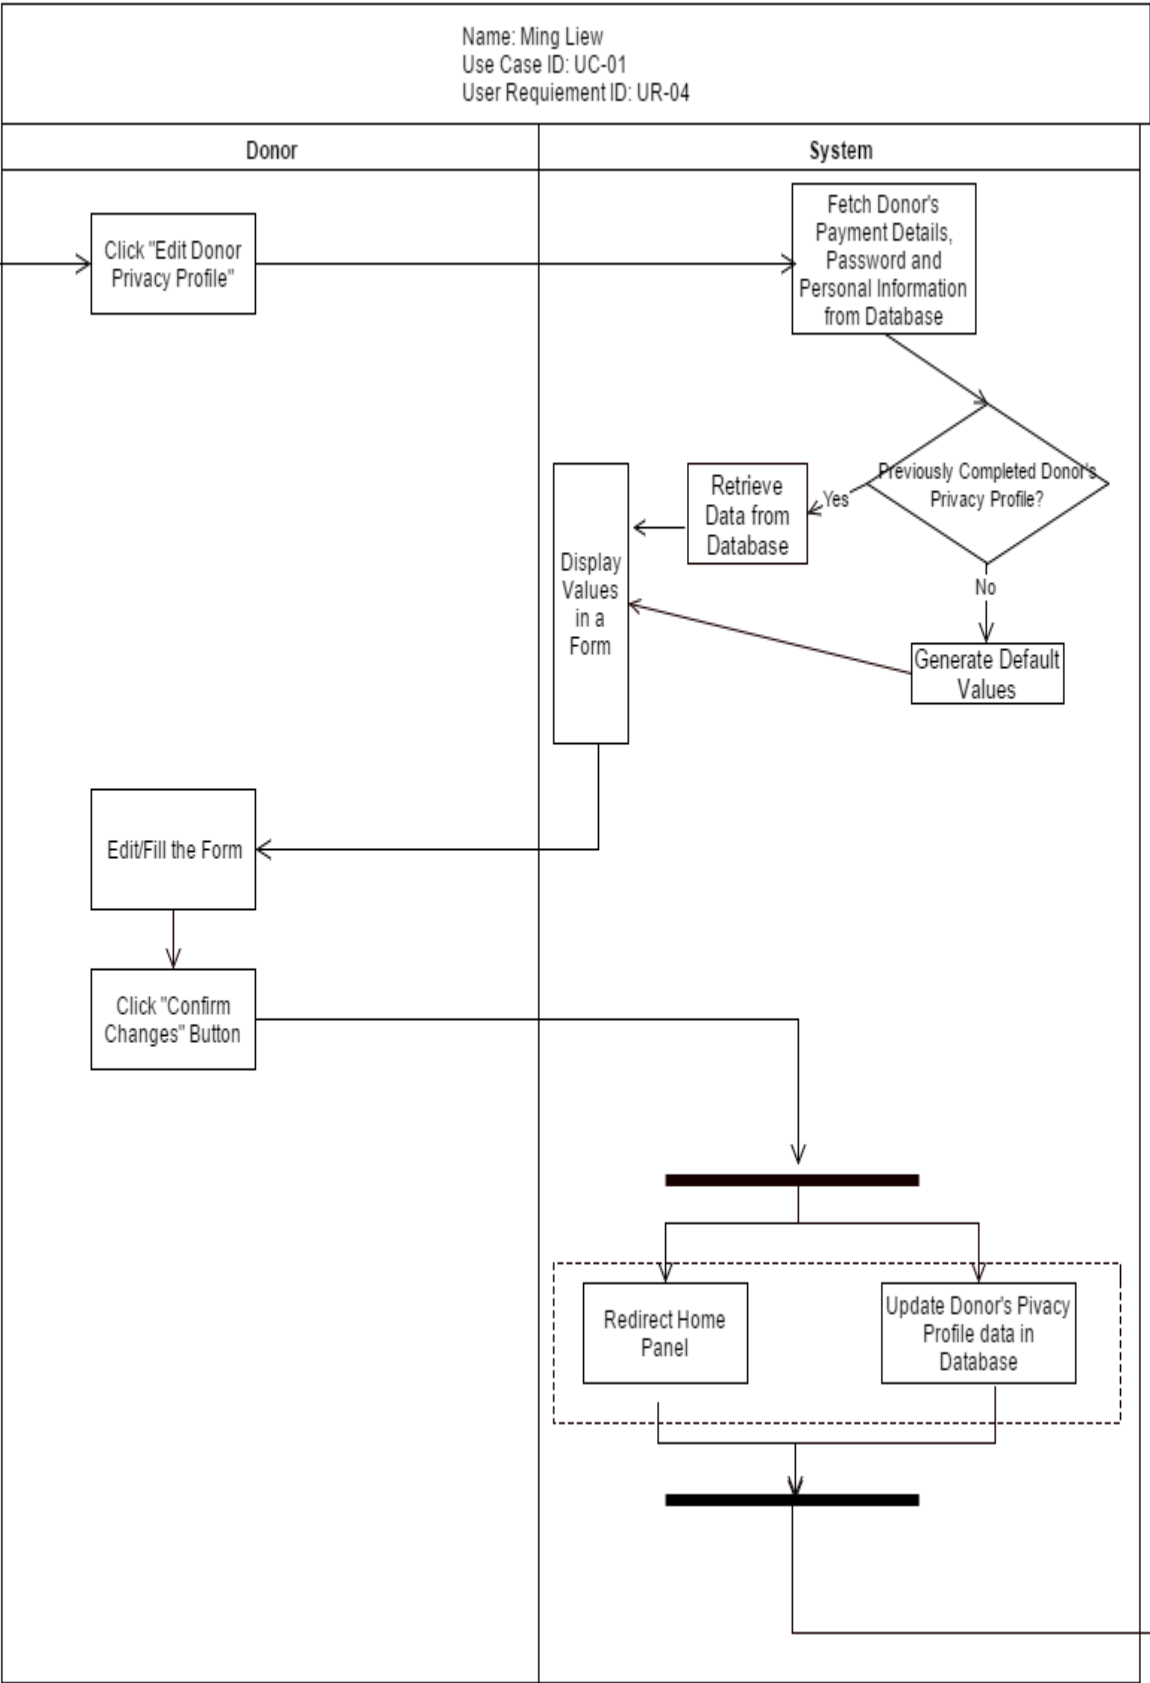 Name: Ming Liew
Use Case ID: UC-01
User Requiement ID: UR-04
Donor
System
Click "Edit Donor
Privacy Profile"
Fetch Donor's
Payment Details,
Password and
Personal Information
from Database
Previously Completed Donor's
Privacy Profile?
Yes
Retrieve
Data from
Database
Display
Values
in a
Form
No
Generate Default
Values
Edit/Fill the Form
Click "Confirm
Changes" Button
Redirect Home
Panel
Update Donor's Pivacy
Profile data in
Database